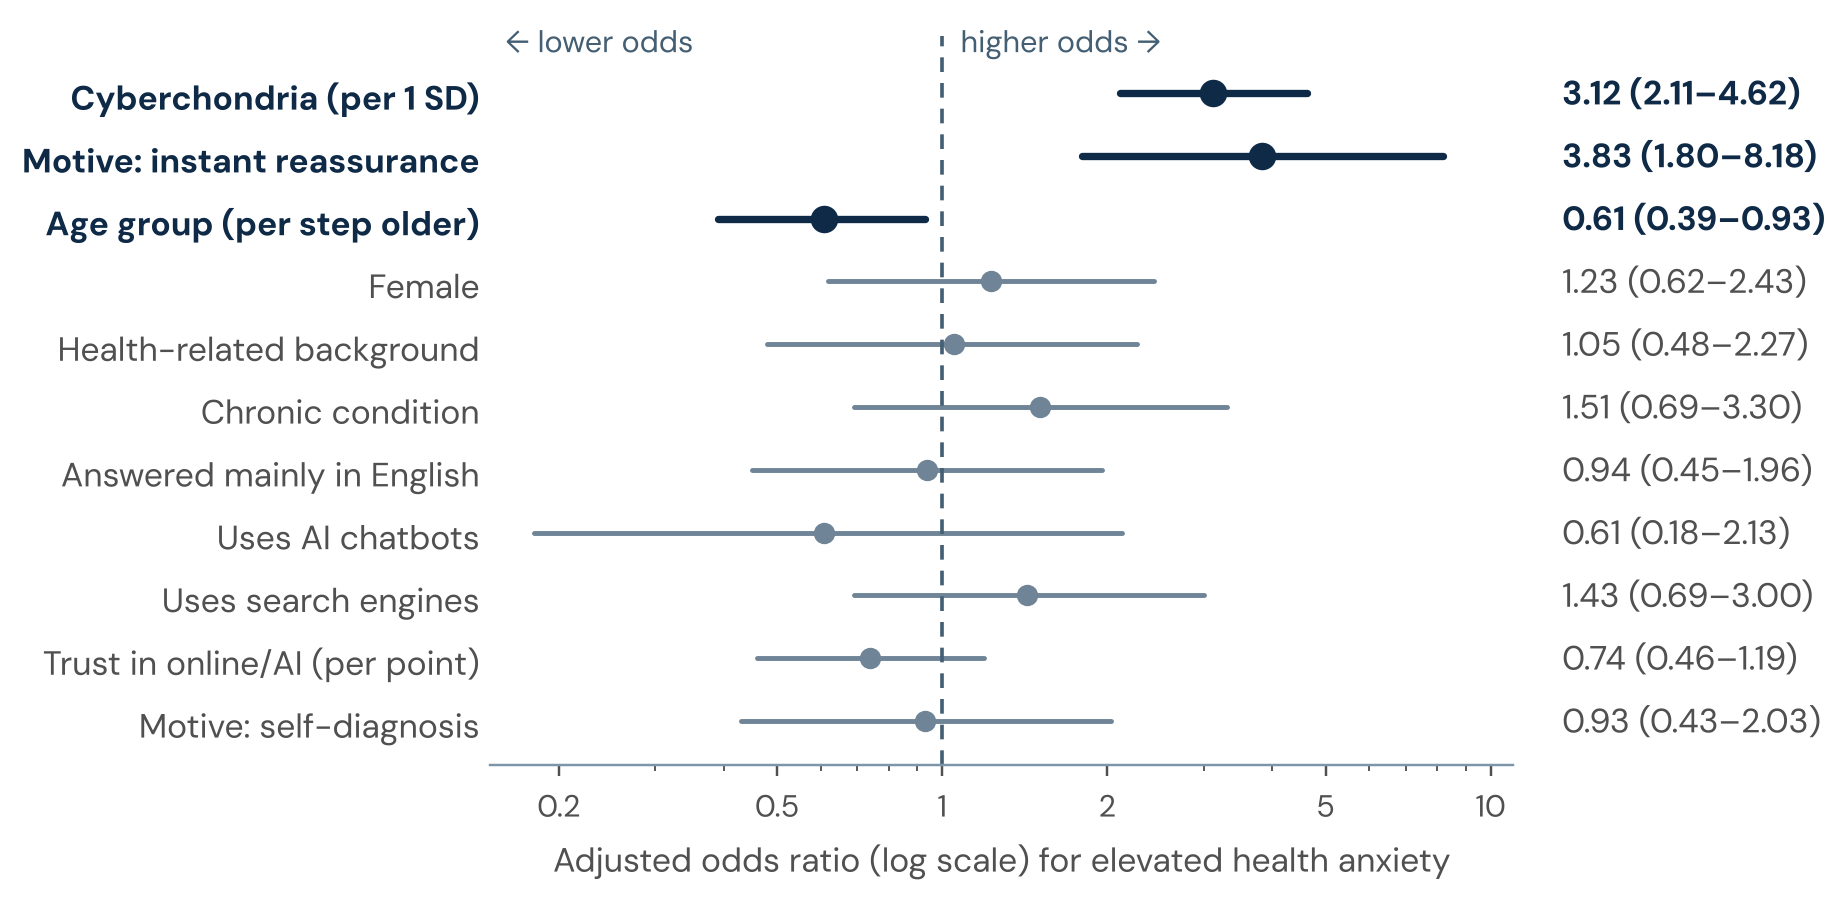 ← lower odds
higher odds →
Cyberchondria (per 1 SD) 3.12 (2.11–4.62)
Motive: instant reassurance 3.83 (1.80–8.18)
Age group (per step older) 0.61 (0.39–0.93)
Female 1.23 (0.62–2.43)
Health-related background 1.05 (0.48–2.27)
Chronic condition 1.51 (0.69–3.30)
Answered mainly in English 0.94 (0.45–1.96)
Uses AI chatbots 0.61 (0.18–2.13)
Uses search engines 1.43 (0.69–3.00)
Trust in online/AI (per point) 0.74 (0.46–1.19)
Motive: self-diagnosis 0.93 (0.43–2.03)
0.2 0.5 1 2 5 10
Adjusted odds ratio (log scale) for elevated health anxiety